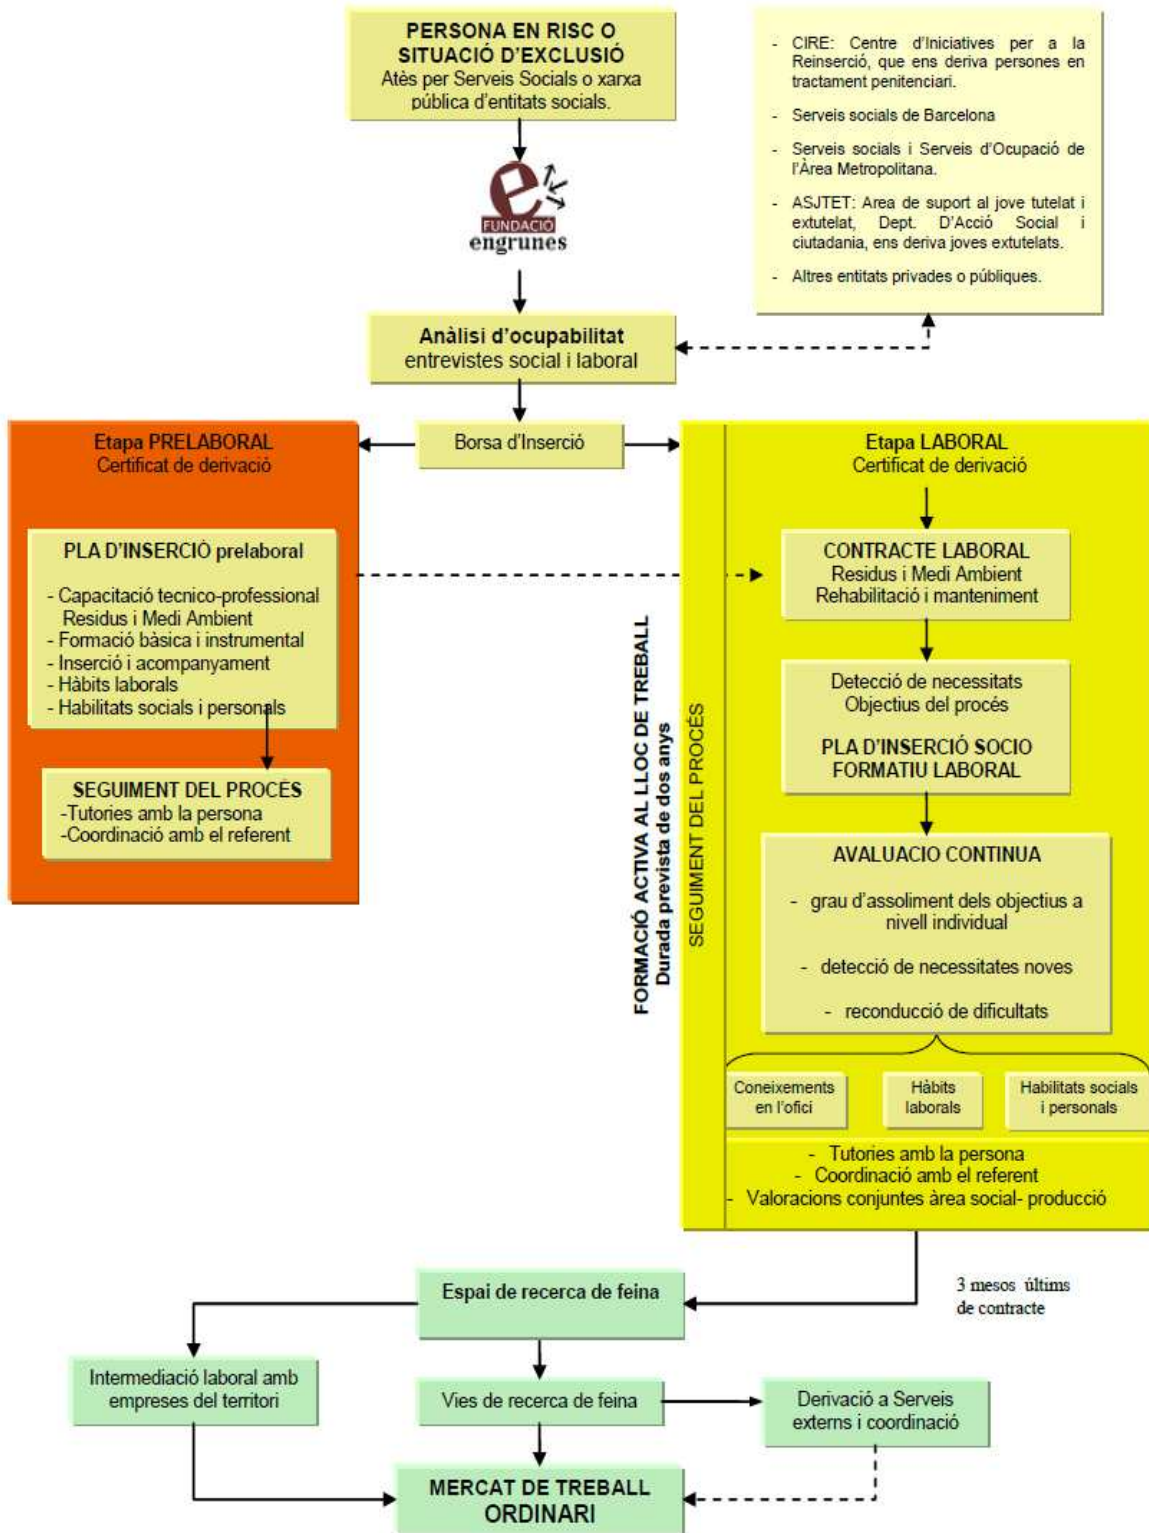 PERSONA EN RISC O
SITUACIÓ D'EXCLUSIÓ
Atès per Serveis Socials o xarxa
pública d'entitats socials.
- CIRE: Centre d'Iniciatives per a la
Reinserció, que ens deriva persones en
tractament penitenciari.
- Serveis socials de Barcelona
- Serveis socials i Serveis d'Ocupació de
l'Àrea Metropolitana.
- ASJTET: Area de suport al jove tutelat i
extutelat, Dept. D'Acció Social i
ciutadania, ens deriva joves extutelats.
- Altres entitats privades o públiques.
e
FUNDACIÓ
engrunes
Anàlisi d'ocupabilitat
entrevistes social i laboral
Borsa d'Inserció
Etapa PRELABORAL
Certificat de derivació
PLA D'INSERCIÓ prelaboral
- Capacitació tecnico-professional
Residus i Medi Ambient
- Formació bàsica i instrumental
- Inserció i acompanyament
- Hàbits laborals
- Habilitats socials i personals
SEGUIMENT DEL PROCÉS
-Tutories amb la persona
-Coordinació amb el referent
FORMACIÓ ACTIVA AL LLOC DE TREBALL
Durada prevista de dos anys
SEGUIMENT DEL PROCÉS
Etapa LABORAL
Certificat de derivació
CONTRACTE LABORAL
Residus i Medi Ambient
Rehabilitació i manteniment
Detecció de necessitats
Objectius del procés
PLA D'INSERCIÓ SOCIO
FORMATIU LABORAL
AVALUACIO CONTINUA
- grau d'assoliment dels objectius a
nivell individual
- detecció de necessitates noves
- reconducció de dificultats
Coneixements
en l'ofici
Hàbits
laborals
Habilitats socials
i personals
- Tutories amb la persona
- Coordinació amb el referent
- Valoracions conjuntes àrea social- producció
3 mesos últims
de contracte
Espai de recerca de feina
Intermediació laboral amb
empreses del territori
Vies de recerca de feina
Derivació a Serveis
externs i coordinació
MERCAT DE TREBALL
ORDINARI